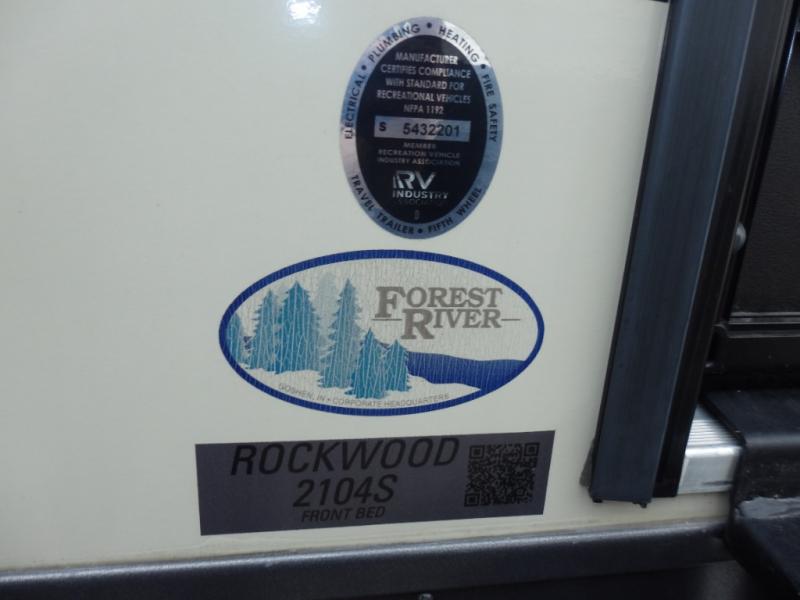 ELECTRICAL • PLUMBING • HEATING • FIRE SAFETY
MANUFACTURER
CERTIFIES COMPLIANCE
WITH STANDARD FOR
RECREATIONAL VEHICLES
NFPA 1192
S 5432201
MEMBER
RECREATION VEHICLE
INDUSTRY ASSOCIATION
RV
INDUSTRY
ASSOCIATION
TRAVEL TRAILER • FIFTH WHEEL
FOREST
RIVER
GOSHEN, IN • CORPORATE HEADQUARTERS
ROCKWOOD
2104S
FRONT BED